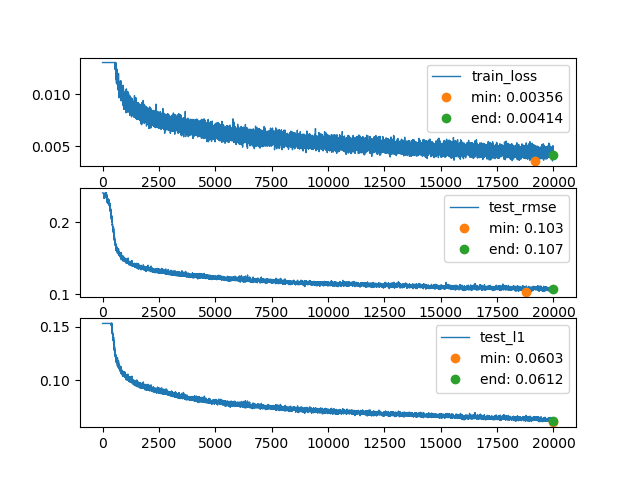 train_loss
min: 0.00356
end: 0.00414
0.010
0.005
0 2500 5000 7500 10000 12500 15000 17500 20000
test_rmse
min: 0.103
end: 0.107
0.2
0.1
0 2500 5000 7500 10000 12500 15000 17500 20000
test_l1
min: 0.0603
end: 0.0612
0.15
0.10
0 2500 5000 7500 10000 12500 15000 17500 20000